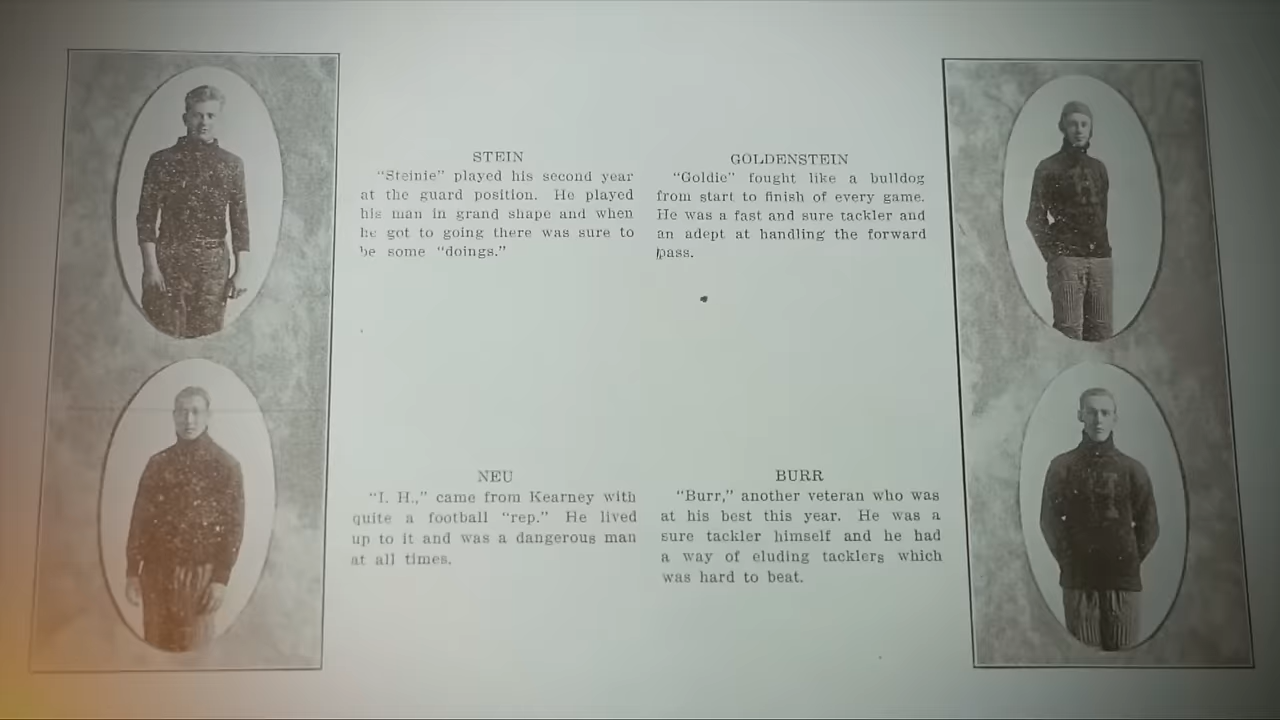 STEIN
"Steinie" played his second year
at the guard position. He played
his man in grand shape and when
he got to going there was sure to
be some "doings."
GOLDENSTEIN
"Goldie" fought like a bulldog
from start to finish of every game.
He was a fast and sure tackler and
an adept at handling the forward
pass.
NEU
"I. H.," came from Kearney with
quite a football "rep." He lived
up to it and was a dangerous man
at all times.
BURR
"Burr," another veteran who was
at his best this year. He was a
sure tackler himself and he had
a way of eluding tacklers which
was hard to beat.